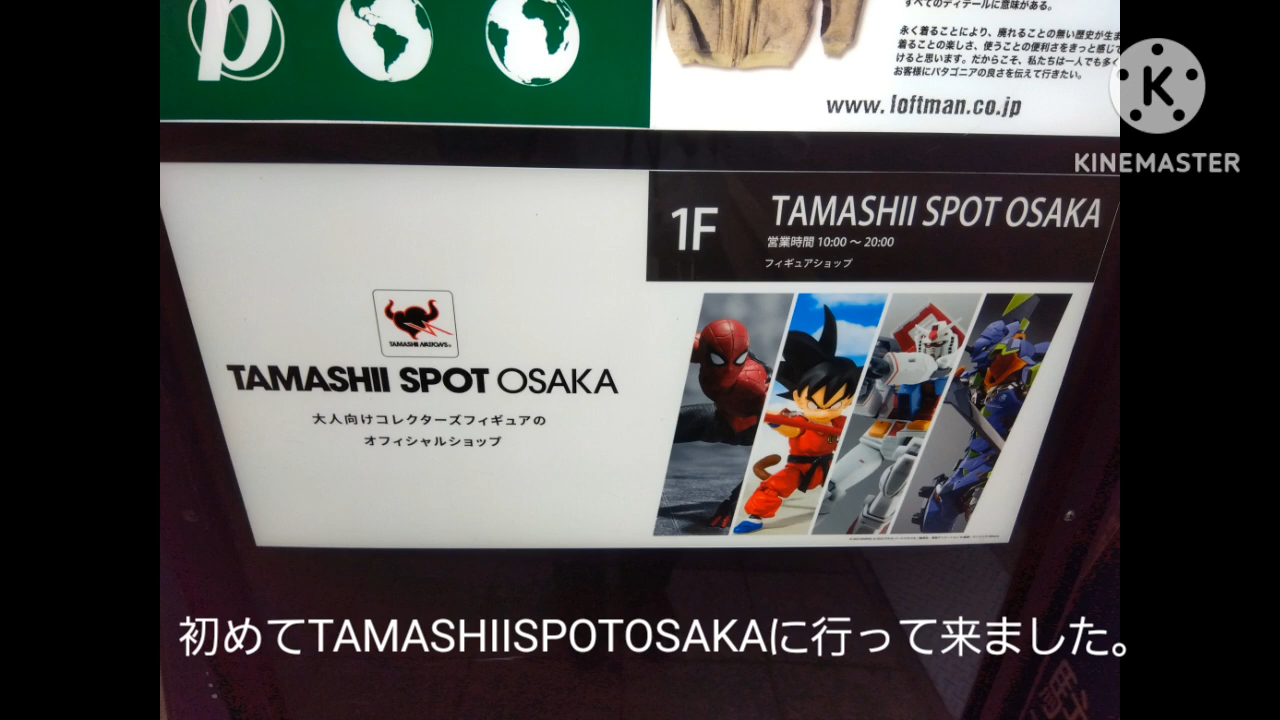 p
すべてのディテールに意味がある。
永く着ることにより、廃れることの無い歴史が生ま
着ることの楽しさ、使うことの便利さをきっと感じて
けると思います。だからこそ、私たちは一人でも多く
お客様にパタゴニアの良さを伝えて行きたい。
www.loftman.co.jp
K
KINEMASTER
1F
TAMASHII SPOT OSAKA
営業時間 10:00 ～ 20:00
フィギュアショップ
TAMASHII NATIONS
TAMASHII SPOT OSAKA
大人向けコレクターズフィギュアの
オフィシャルショップ
初めてTAMASHIISPOTOSAKAに行って来ました。